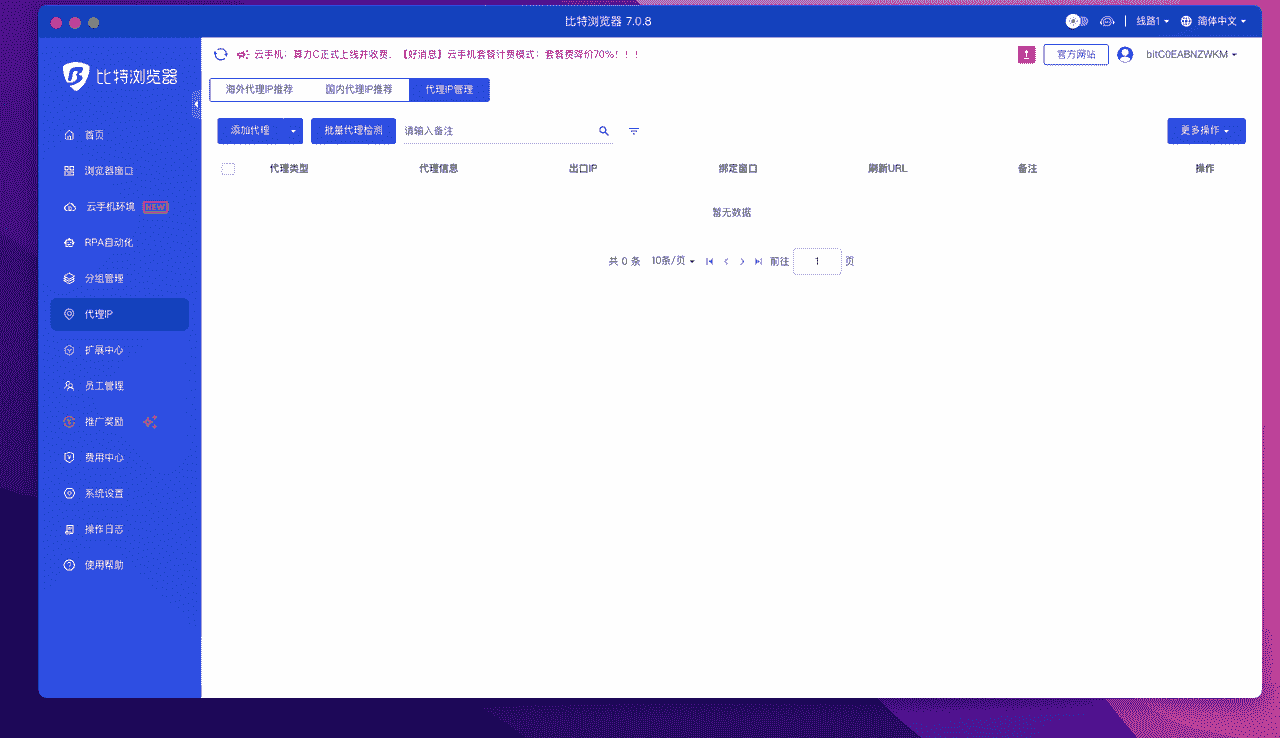 比特浏览器 7.0.8
线路1
简体中文
比特浏览器
云手机：算力C正式上线并收费，【好消息】云手机套餐计费模式：套餐费降价70%！！！
官方网站
bitC0EABNZWKM
海外代理IP推荐
国内代理IP推荐
代理IP管理
添加代理
批量代理检测
请输入备注
更多操作
代理类型
代理信息
出口IP
绑定窗口
刷新URL
备注
操作
暂无数据
共 0 条
10条/页
前往
1
页
首页
浏览器窗口
云手机环境
NEW
RPA自动化
分组管理
代理IP
扩展中心
员工管理
推广奖励
费用中心
系统设置
操作日志
使用帮助